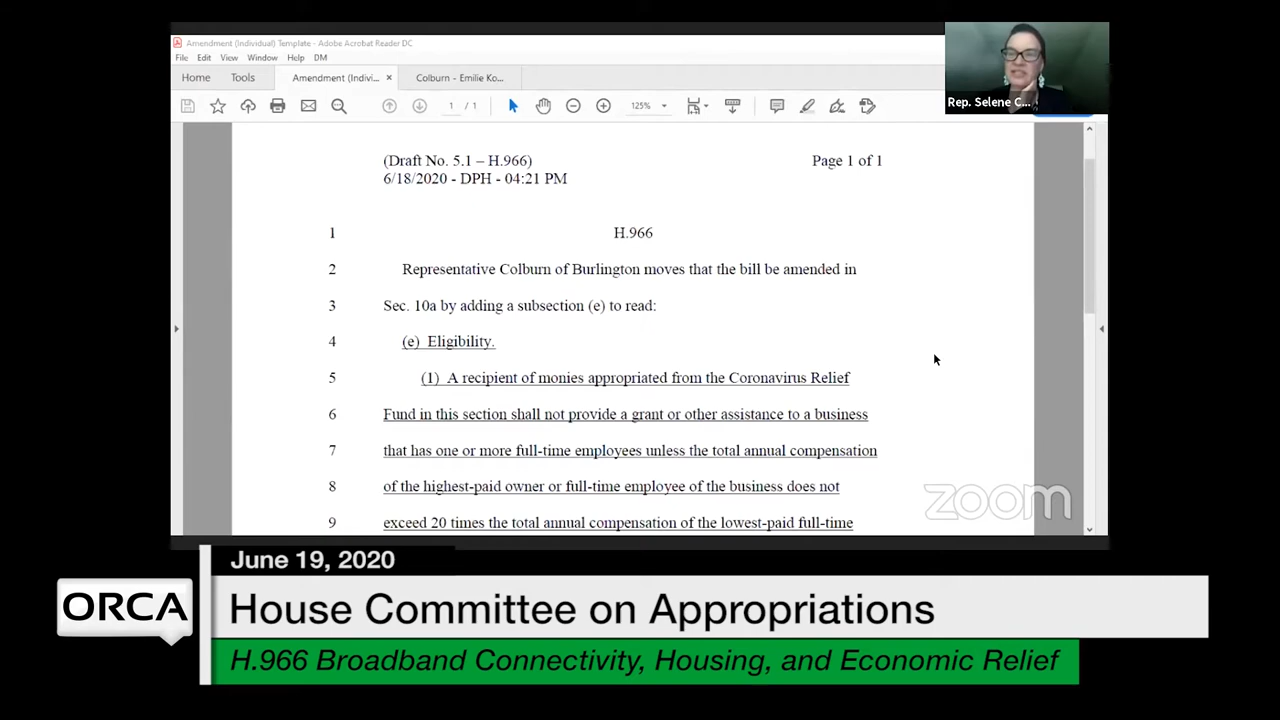 Amendment (Individual) Template - Adobe Acrobat Reader DC
File Edit View Window Help DM
Home Tools Amendment (Indivi... × Colburn - Emilie Ko...
1 / 1 125%
Rep. Selene C...
(Draft No. 5.1 – H.966) Page 1 of 1
6/18/2020 - DPH - 04:21 PM
1 H.966
2 Representative Colburn of Burlington moves that the bill be amended in
3 Sec. 10a by adding a subsection (e) to read:
4 (e) Eligibility.
5 (1) A recipient of monies appropriated from the Coronavirus Relief
6 Fund in this section shall not provide a grant or other assistance to a business
7 that has one or more full-time employees unless the total annual compensation
8 of the highest-paid owner or full-time employee of the business does not
9 exceed 20 times the total annual compensation of the lowest-paid full-time
zoom
June 19, 2020
ORCA
House Committee on Appropriations
H.966 Broadband Connectivity, Housing, and Economic Relief